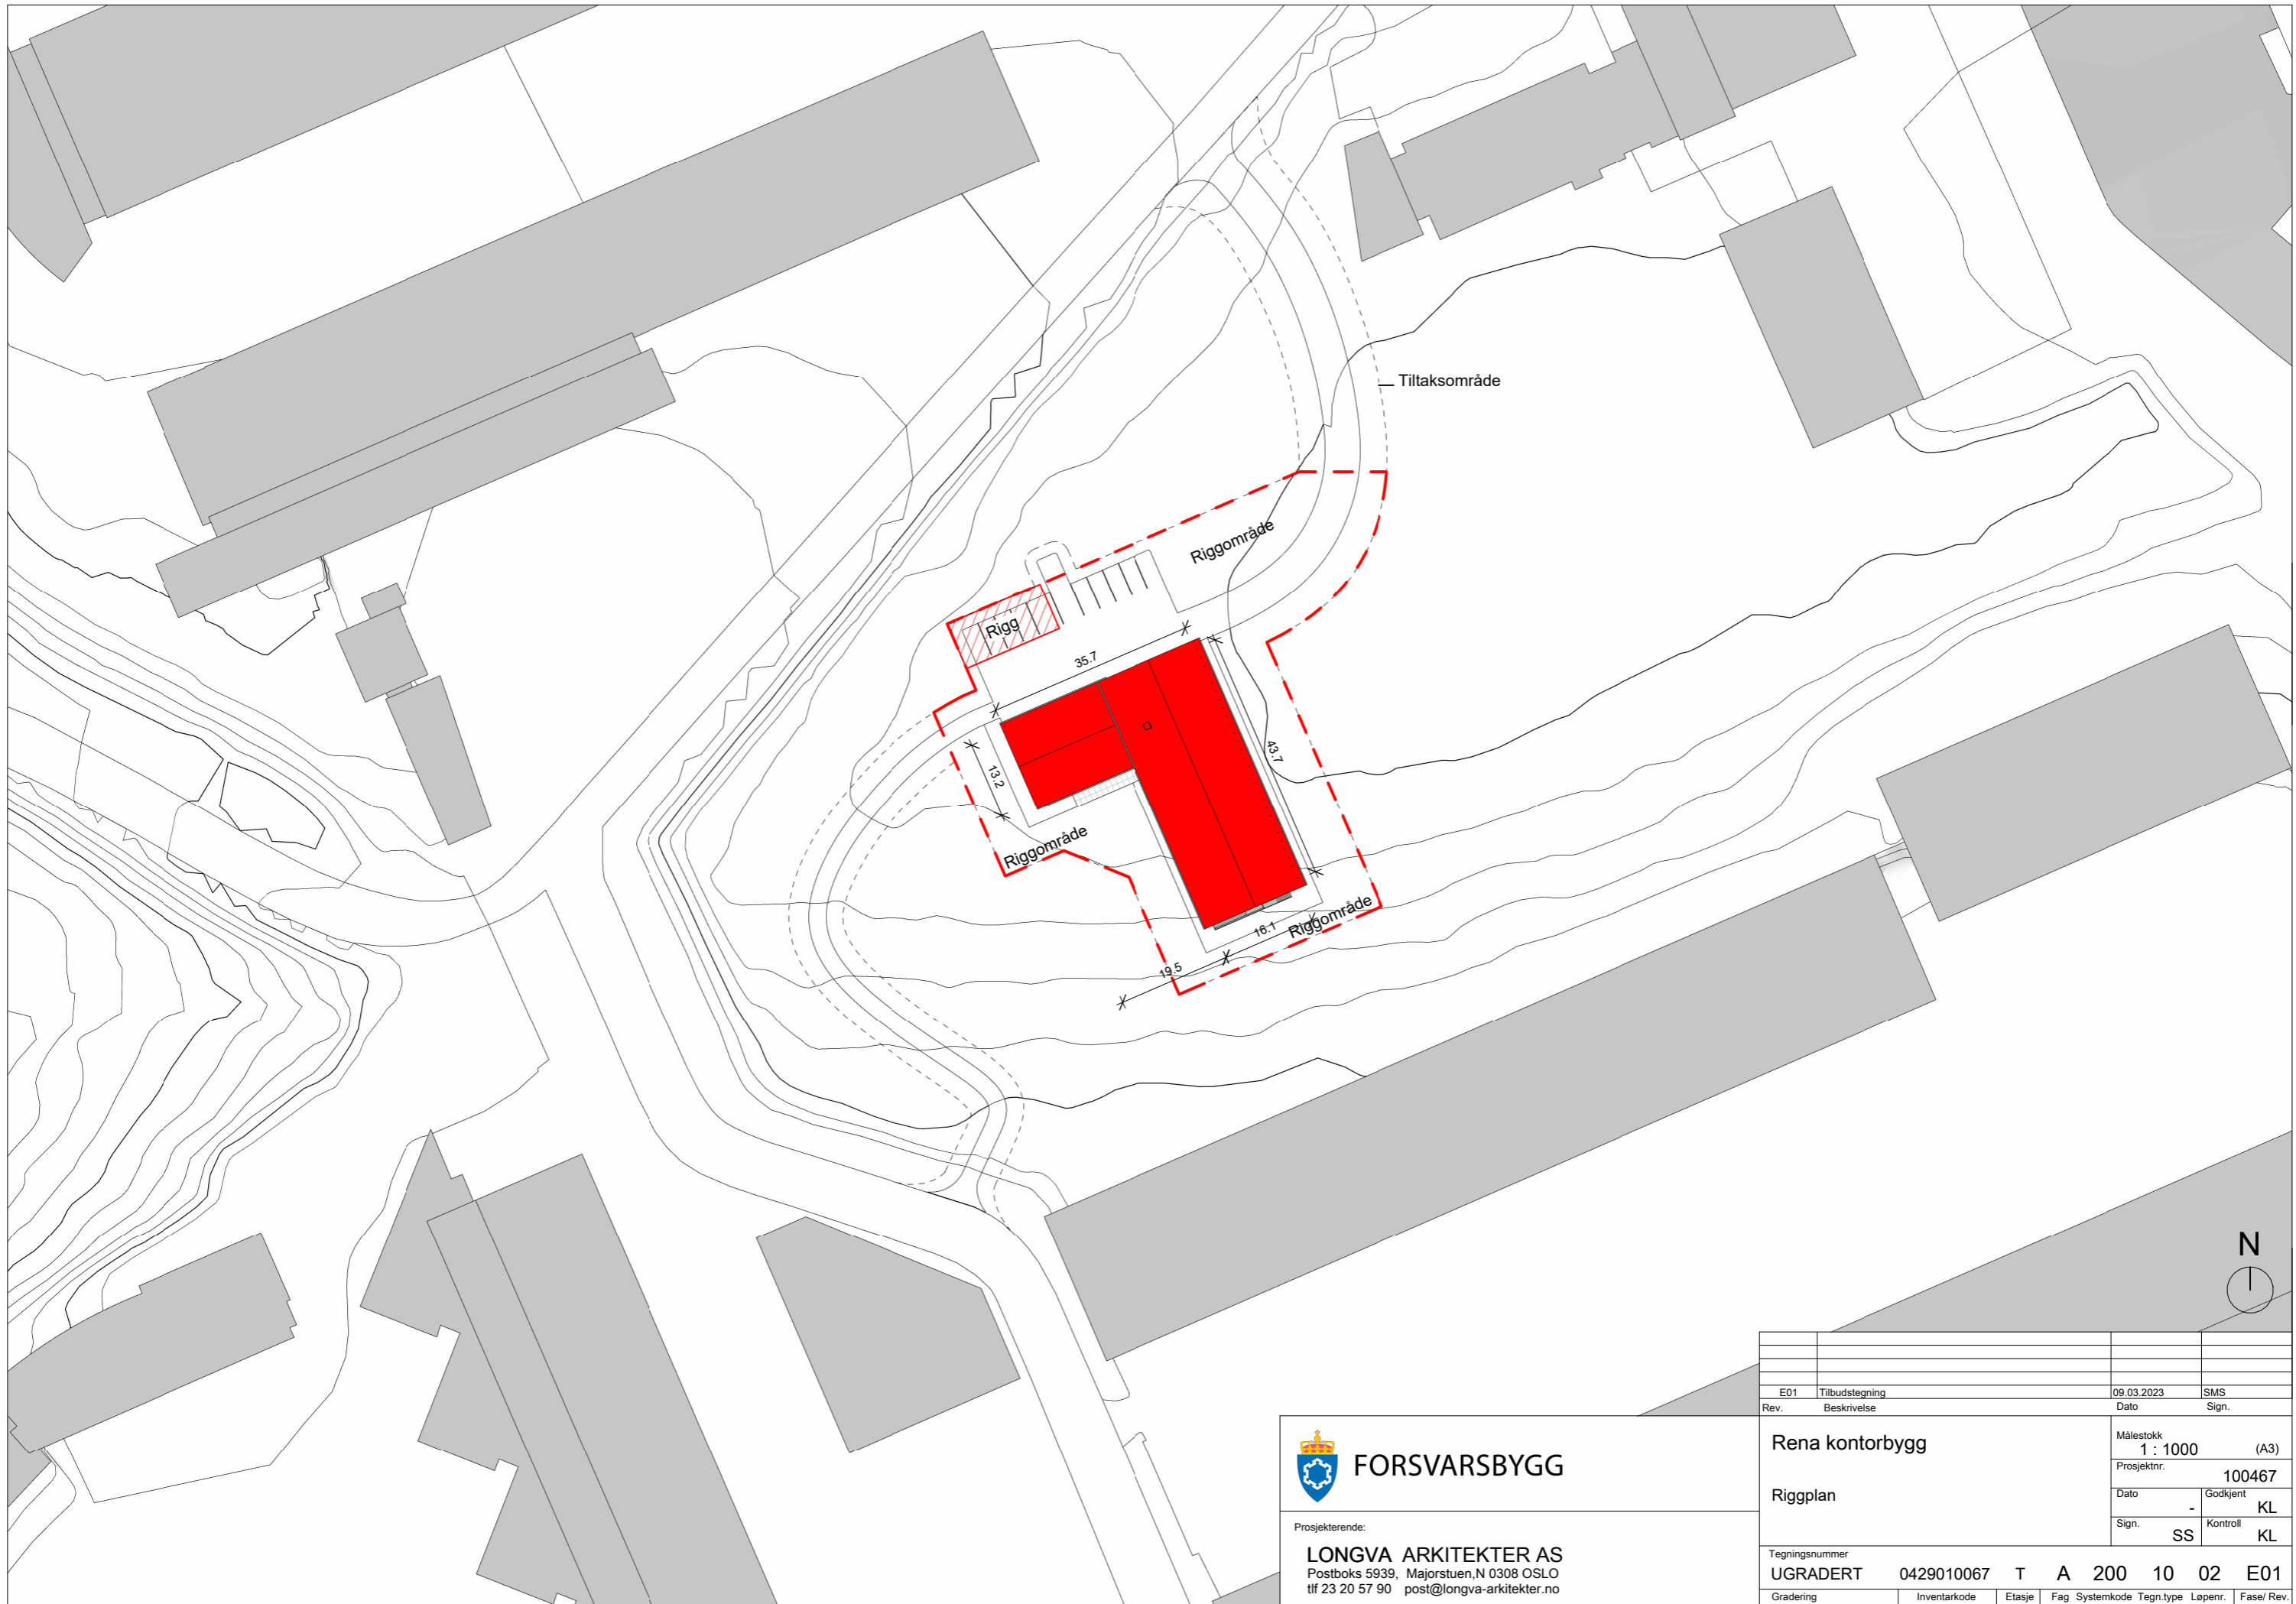 Tiltaksområde
Riggområde
Rigg
35.7
43.7
13.2
Riggområde
Riggområde
16.1
19.5
N
E01 Tilbudstegning 09.03.2023 SMS
Rev. Beskrivelse Dato Sign.
FORSVARSBYGG
Prosjekterende:
LONGVA ARKITEKTER AS
Postboks 5939, Majorstuen,N 0308 OSLO
tlf 23 20 57 90 post@longva-arkitekter.no
Rena kontorbygg
Riggplan
Målestokk
1 : 1000 (A3)
Prosjektnr.
100467
Dato Godkjent
- KL
Sign. Kontroll
SS KL
Tegningsnummer
UGRADERT 0429010067 T A 200 10 02 E01
Gradering Inventarkode Etasje Fag Systemkode Tegn.type Løpenr. Fase/ Rev.